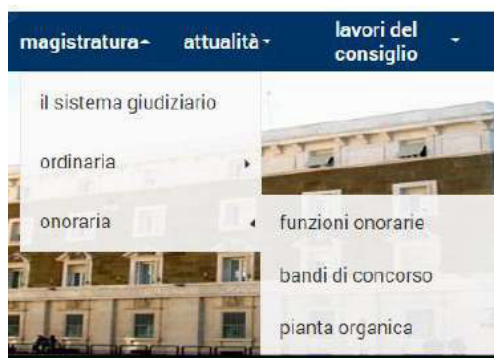 magistratura
attualità
lavori del
consiglio
il sistema giudiziario
ordinaria
onoraria
funzioni onorarie
bandi di concorso
pianta organica